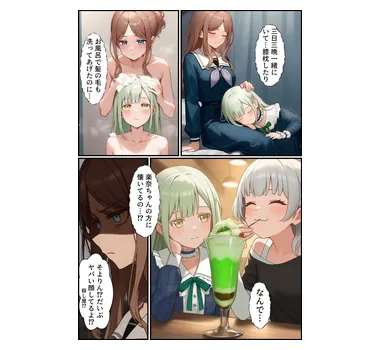 三日三晩一緒に
いて…膝枕したり
お風呂で髪の毛も
洗ってあげたのに…
なんで…
楽奈ちゃんの方に
懐いてるの…!?
そよりん!?だいぶ
ヤバい顔してるよ!?